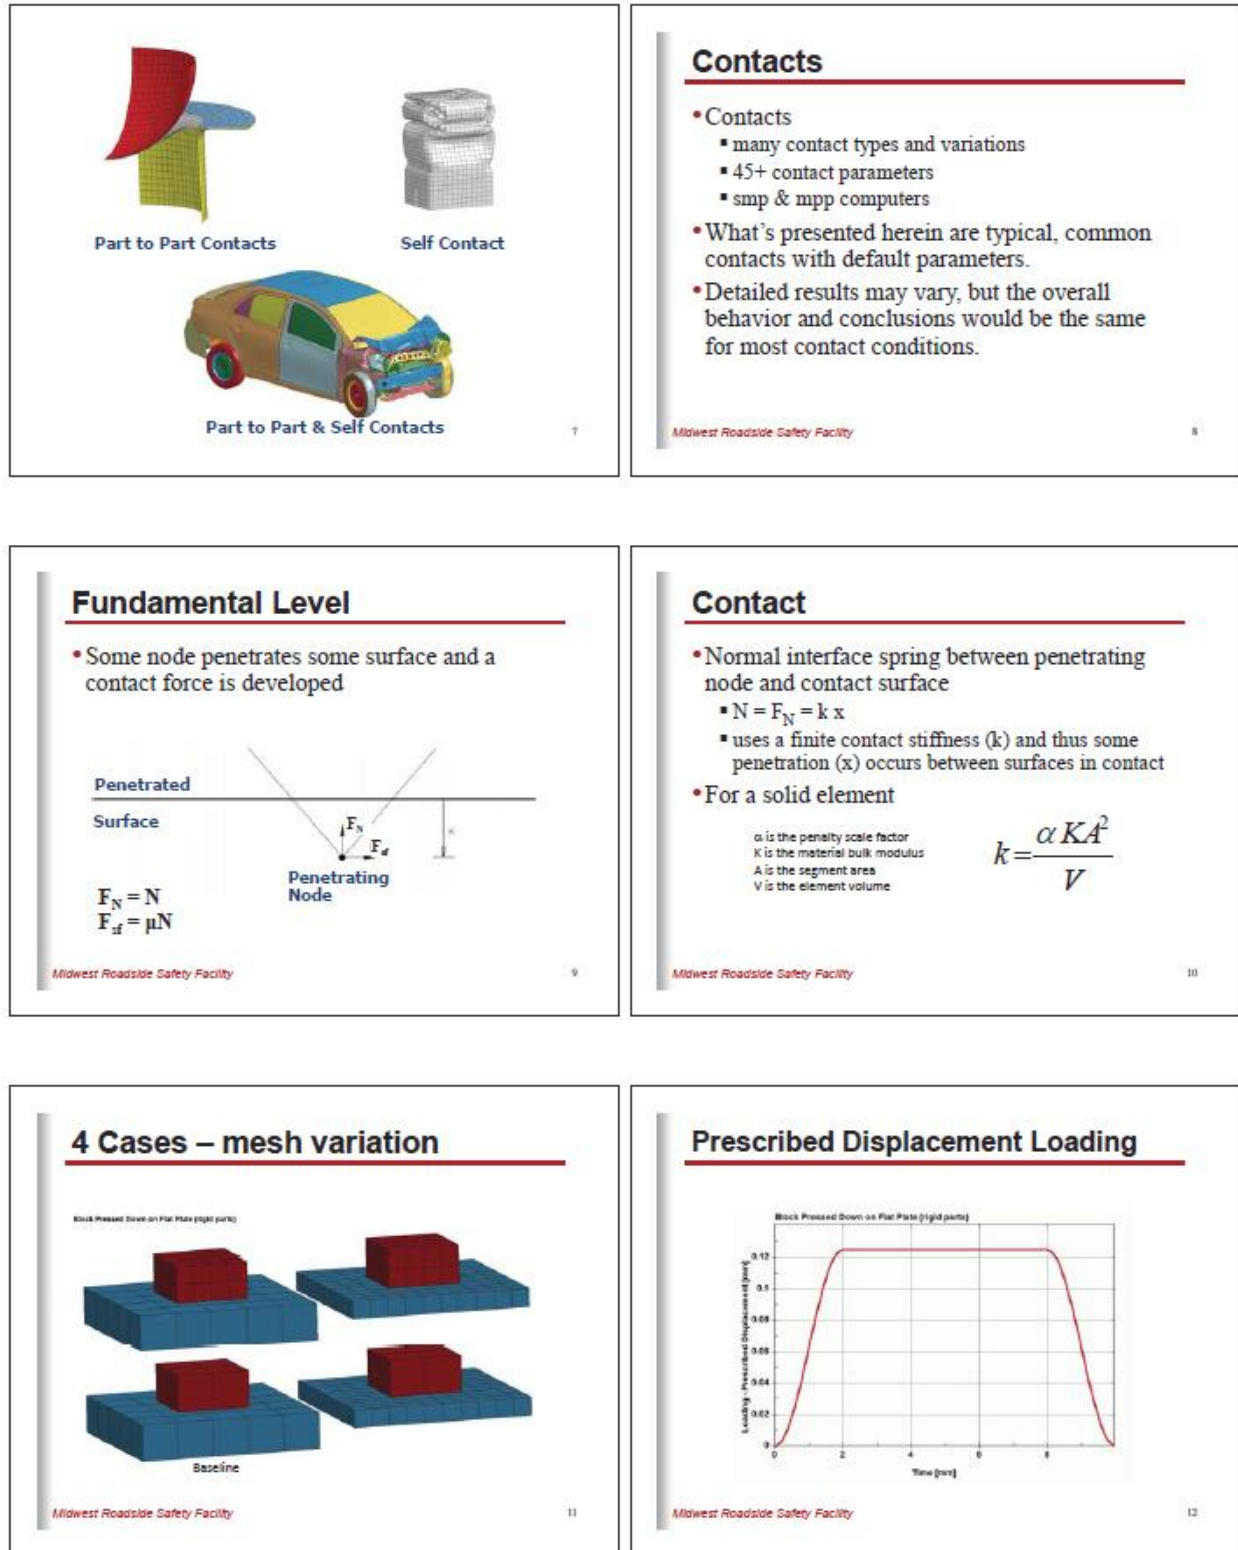 Part to Part Contacts
Self Contact
Part to Part & Self Contacts
7
Contacts
•Contacts
▪ many contact types and variations
▪ 45+ contact parameters
▪ smp & mpp computers
•What's presented herein are typical, common
contacts with default parameters.
•Detailed results may vary, but the overall
behavior and conclusions would be the same
for most contact conditions.
Midwest Roadside Safety Facility
8
Fundamental Level
•Some node penetrates some surface and a
contact force is developed
Penetrated
Surface
F_N
F_sf
x
Penetrating
Node
F_N = N
F_sf = μN
Midwest Roadside Safety Facility
9
Contact
•Normal interface spring between penetrating
node and contact surface
▪ N = F_N = k x
▪ uses a finite contact stiffness (k) and thus some
penetration (x) occurs between surfaces in contact
•For a solid element
α is the penalty scale factor
K is the material bulk modulus
A is the segment area
V is the element volume
k = αKA² / V
Midwest Roadside Safety Facility
10
4 Cases – mesh variation
Block Pressed Down on Flat Plate (rigid parts)
Baseline
Midwest Roadside Safety Facility
11
Prescribed Displacement Loading
Block Pressed Down on Flat Plate (rigid parts)
Loading - Prescribed Displacement [mm]
0.12
0.1
0.08
0.06
0.04
0.02
0
0 2 4 6 8
Time
Midwest Roadside Safety Facility
12